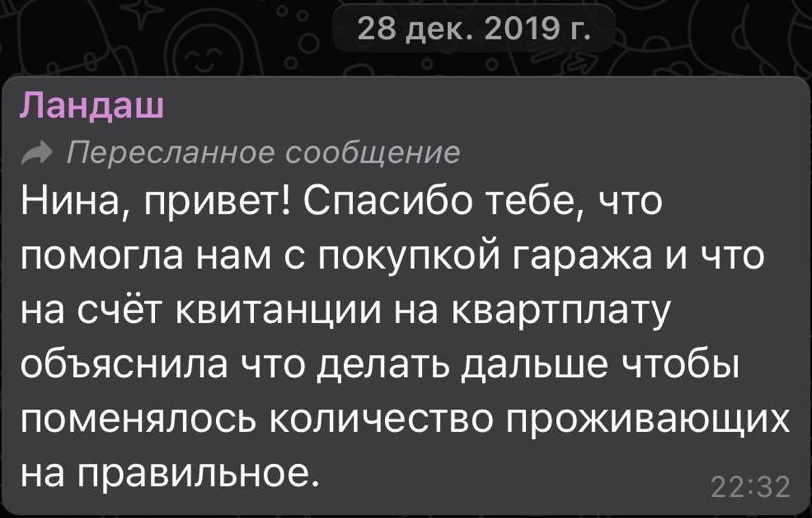 28 дек. 2019 г.
Ландаш
Пересланное сообщение
Нина, привет! Спасибо тебе, что
помогла нам с покупкой гаража и что
на счёт квитанции на квартплату
объяснила что делать дальше чтобы
поменялось количество проживающих
на правильное.
22:32